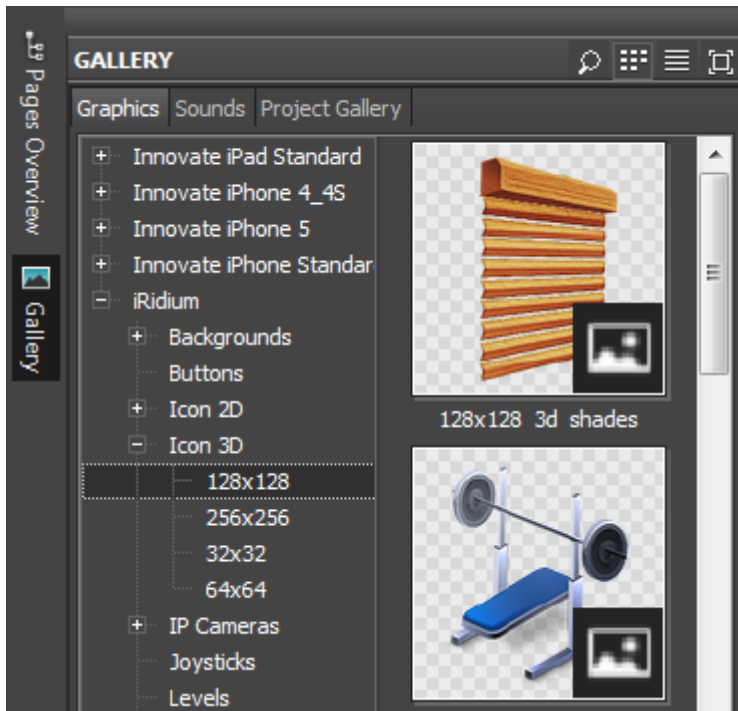 Pages Overview
Gallery
GALLERY
Graphics Sounds Project Gallery
Innovate iPad Standard
Innovate iPhone 4_4S
Innovate iPhone 5
Innovate iPhone Standar
iRidium
Backgrounds
Buttons
Icon 2D
Icon 3D
128x128
256x256
32x32
64x64
IP Cameras
Joysticks
Levels
128x128 3d shades